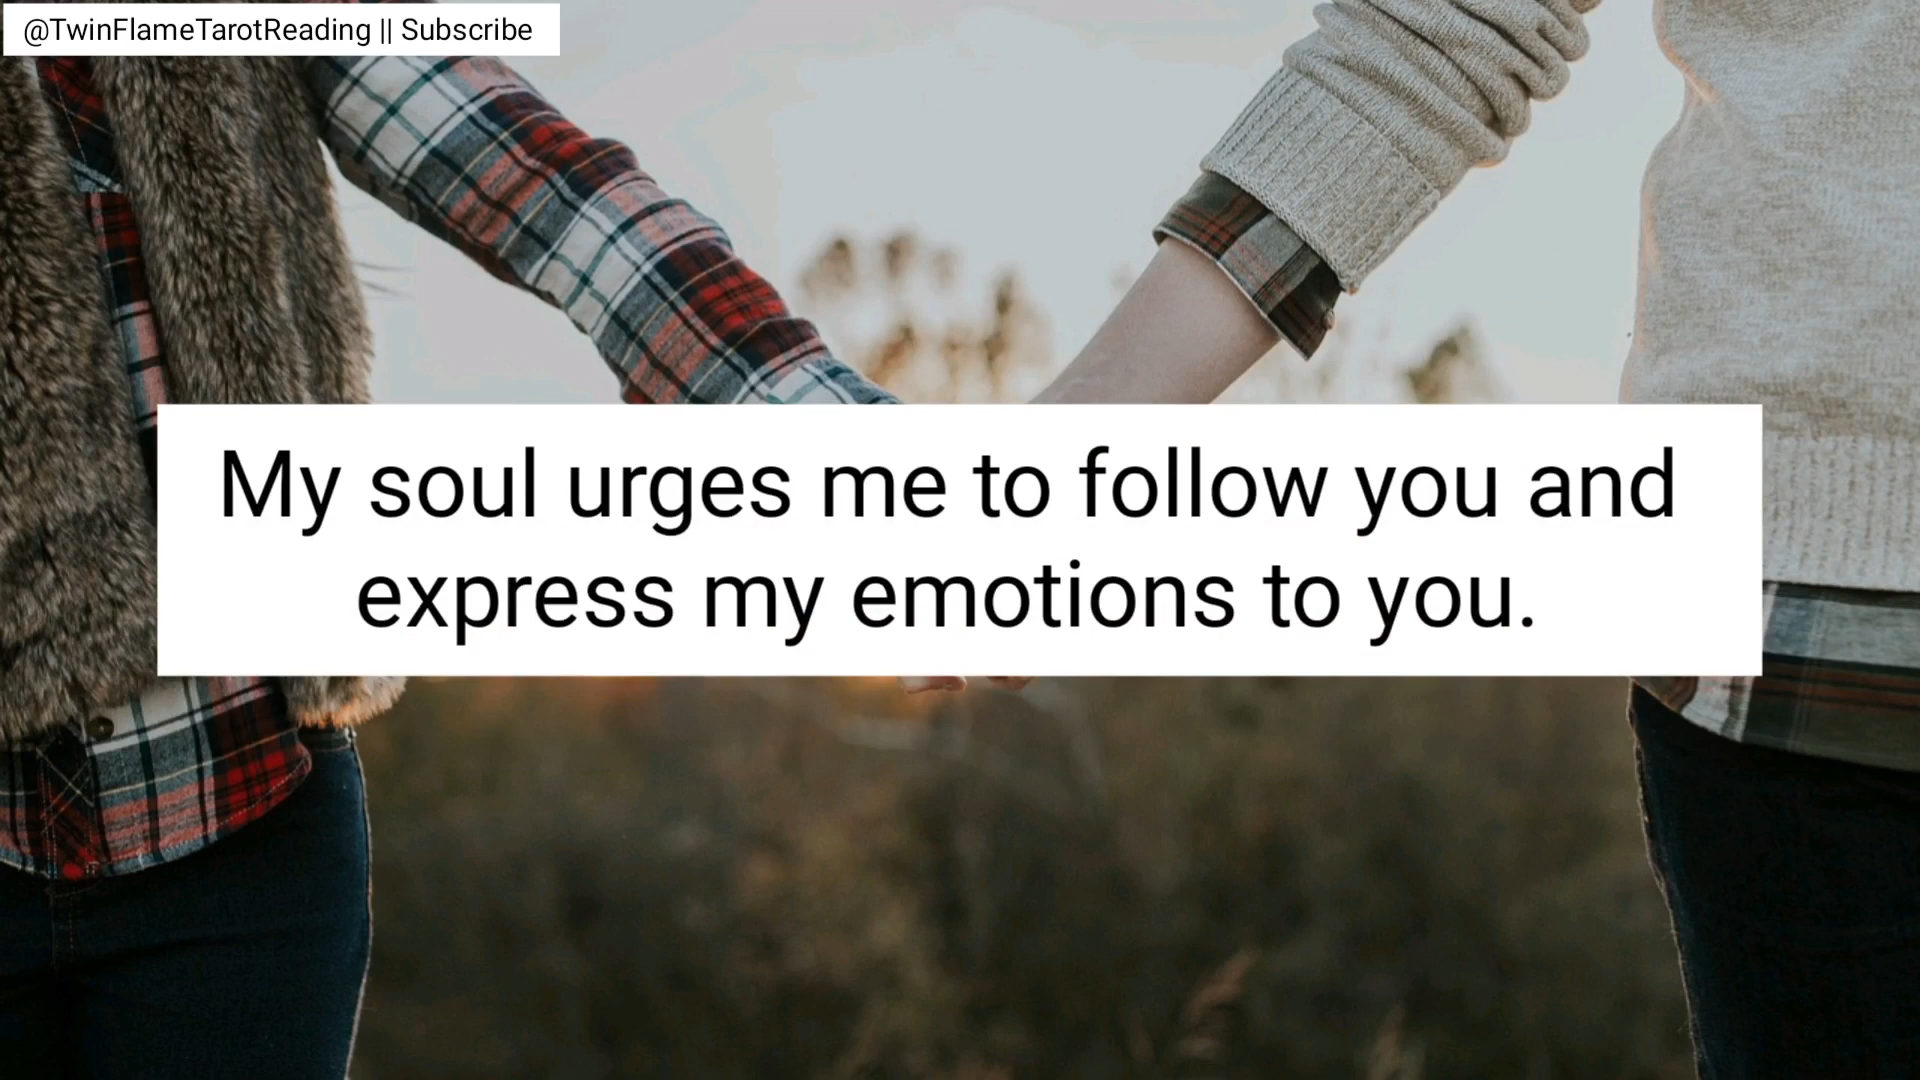 @TwinFlameTarotReading || Subscribe
My soul urges me to follow you and
express my emotions to you.